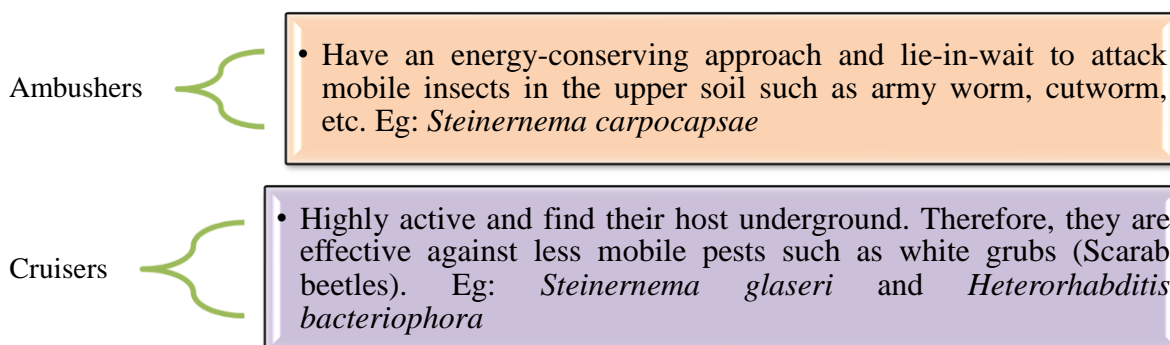 Ambushers
• Have an energy-conserving approach and lie-in-wait to attack
mobile insects in the upper soil such as army worm, cutworm,
etc. Eg: Steinernema carpocapsae
Cruisers
• Highly active and find their host underground. Therefore, they are
effective against less mobile pests such as white grubs (Scarab
beetles). Eg: Steinernema glaseri and Heterorhabditis
bacteriophora